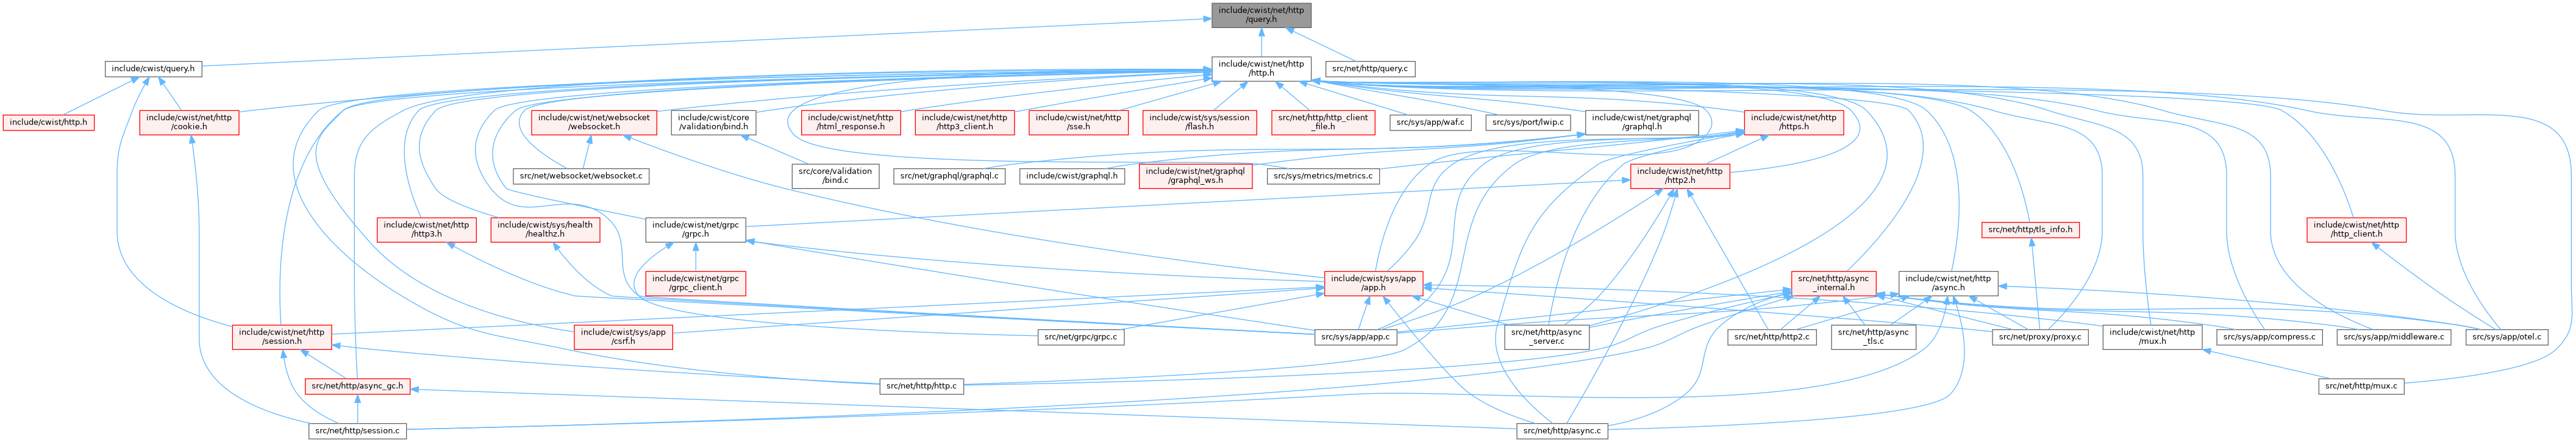 include/cwist/net/http
/query.h
include/cwist/query.h
include/cwist/net/http
/http.h
src/net/http/query.c
include/cwist/http.h
include/cwist/net/http
/cookie.h
include/cwist/net/websocket
/websocket.h
include/cwist/core
/validation/bind.h
include/cwist/net/http
/html_response.h
include/cwist/net/http
/http3_client.h
include/cwist/net/http
/sse.h
include/cwist/sys/session
/flash.h
src/net/http/http_client
_file.h
src/sys/app/waf.c
src/sys/port/lwip.c
include/cwist/net/graphql
/graphql.h
include/cwist/net/http
/https.h
src/net/websocket/websocket.c
src/core/validation
/bind.c
src/net/graphql/graphql.c
include/cwist/graphql.h
include/cwist/net/graphql
/graphql_ws.h
src/sys/metrics/metrics.c
include/cwist/net/http
/http2.h
include/cwist/net/http
/http3.h
include/cwist/sys/health
/healthz.h
include/cwist/net/grpc
/grpc.h
src/net/http/tls_info.h
include/cwist/net/http
/http_client.h
include/cwist/net/grpc
/grpc_client.h
include/cwist/sys/app
/app.h
src/net/http/async
_internal.h
include/cwist/net/http
/async.h
include/cwist/net/http
/session.h
include/cwist/sys/app
/csrf.h
src/net/grpc/grpc.c
src/sys/app/app.c
src/net/http/async
_server.c
src/net/http/http2.c
src/net/http/async
_tls.c
src/net/proxy/proxy.c
include/cwist/net/http
/mux.h
src/sys/app/compress.c
src/sys/app/middleware.c
src/sys/app/otel.c
src/net/http/async_gc.h
src/net/http/http.c
src/net/http/mux.c
src/net/http/session.c
src/net/http/async.c